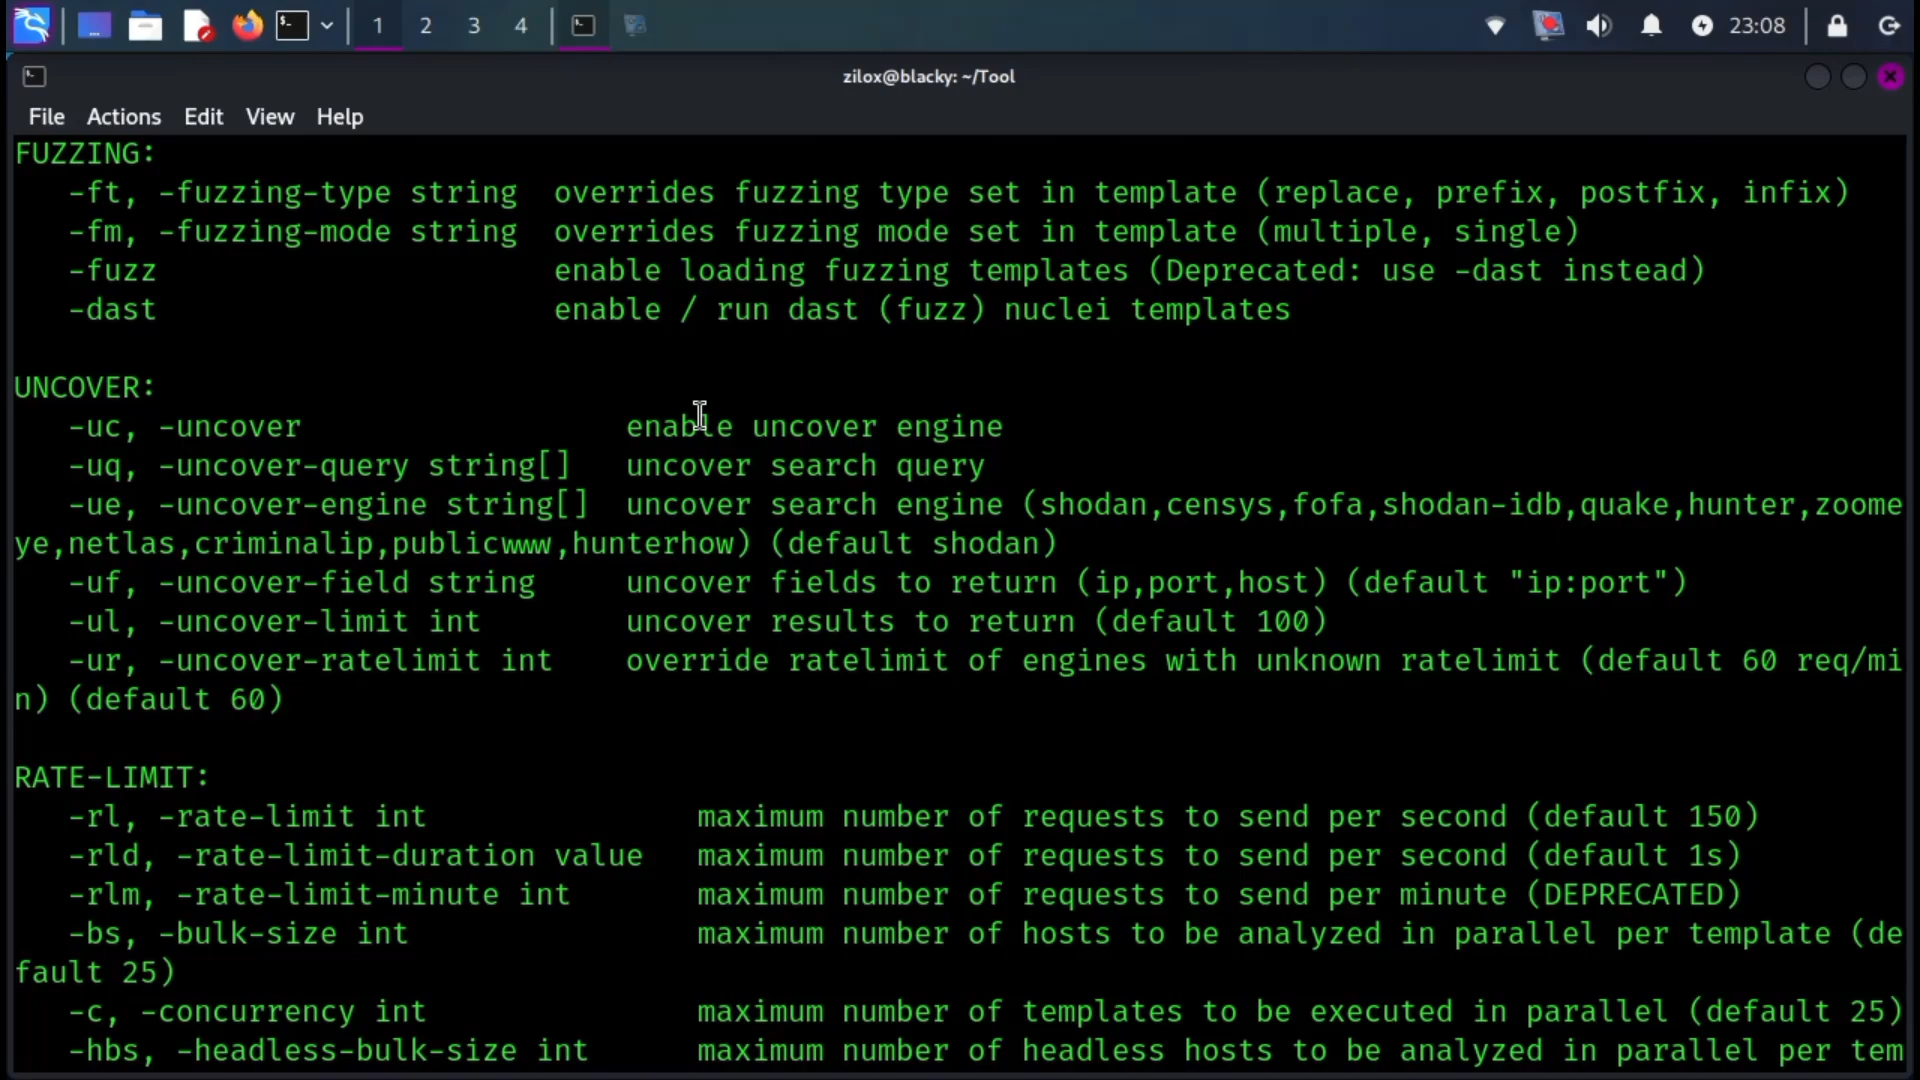 1 2 3 4 23:08
zilox@blacky: ~/Tool
File Actions Edit View Help
FUZZING:
   -ft, -fuzzing-type string  overrides fuzzing type set in template (replace, prefix, postfix, infix)
   -fm, -fuzzing-mode string  overrides fuzzing mode set in template (multiple, single)
   -fuzz                      enable loading fuzzing templates (Deprecated: use -dast instead)
   -dast                      enable / run dast (fuzz) nuclei templates
UNCOVER:
   -uc, -uncover                  enable uncover engine
   -uq, -uncover-query string[]   uncover search query
   -ue, -uncover-engine string[]  uncover search engine (shodan,censys,fofa,shodan-idb,quake,hunter,zoome
ye,netlas,criminalip,publicwww,hunterhow) (default shodan)
   -uf, -uncover-field string     uncover fields to return (ip,port,host) (default "ip:port")
   -ul, -uncover-limit int        uncover results to return (default 100)
   -ur, -uncover-ratelimit int    override ratelimit of engines with unknown ratelimit (default 60 req/mi
n) (default 60)
RATE-LIMIT:
   -rl, -rate-limit int               maximum number of requests to send per second (default 150)
   -rld, -rate-limit-duration value   maximum number of requests to send per second (default 1s)
   -rlm, -rate-limit-minute int       maximum number of requests to send per minute (DEPRECATED)
   -bs, -bulk-size int                maximum number of hosts to be analyzed in parallel per template (de
fault 25)
   -c, -concurrency int               maximum number of templates to be executed in parallel (default 25)
   -hbs, -headless-bulk-size int      maximum number of headless hosts to be analyzed in parallel per tem